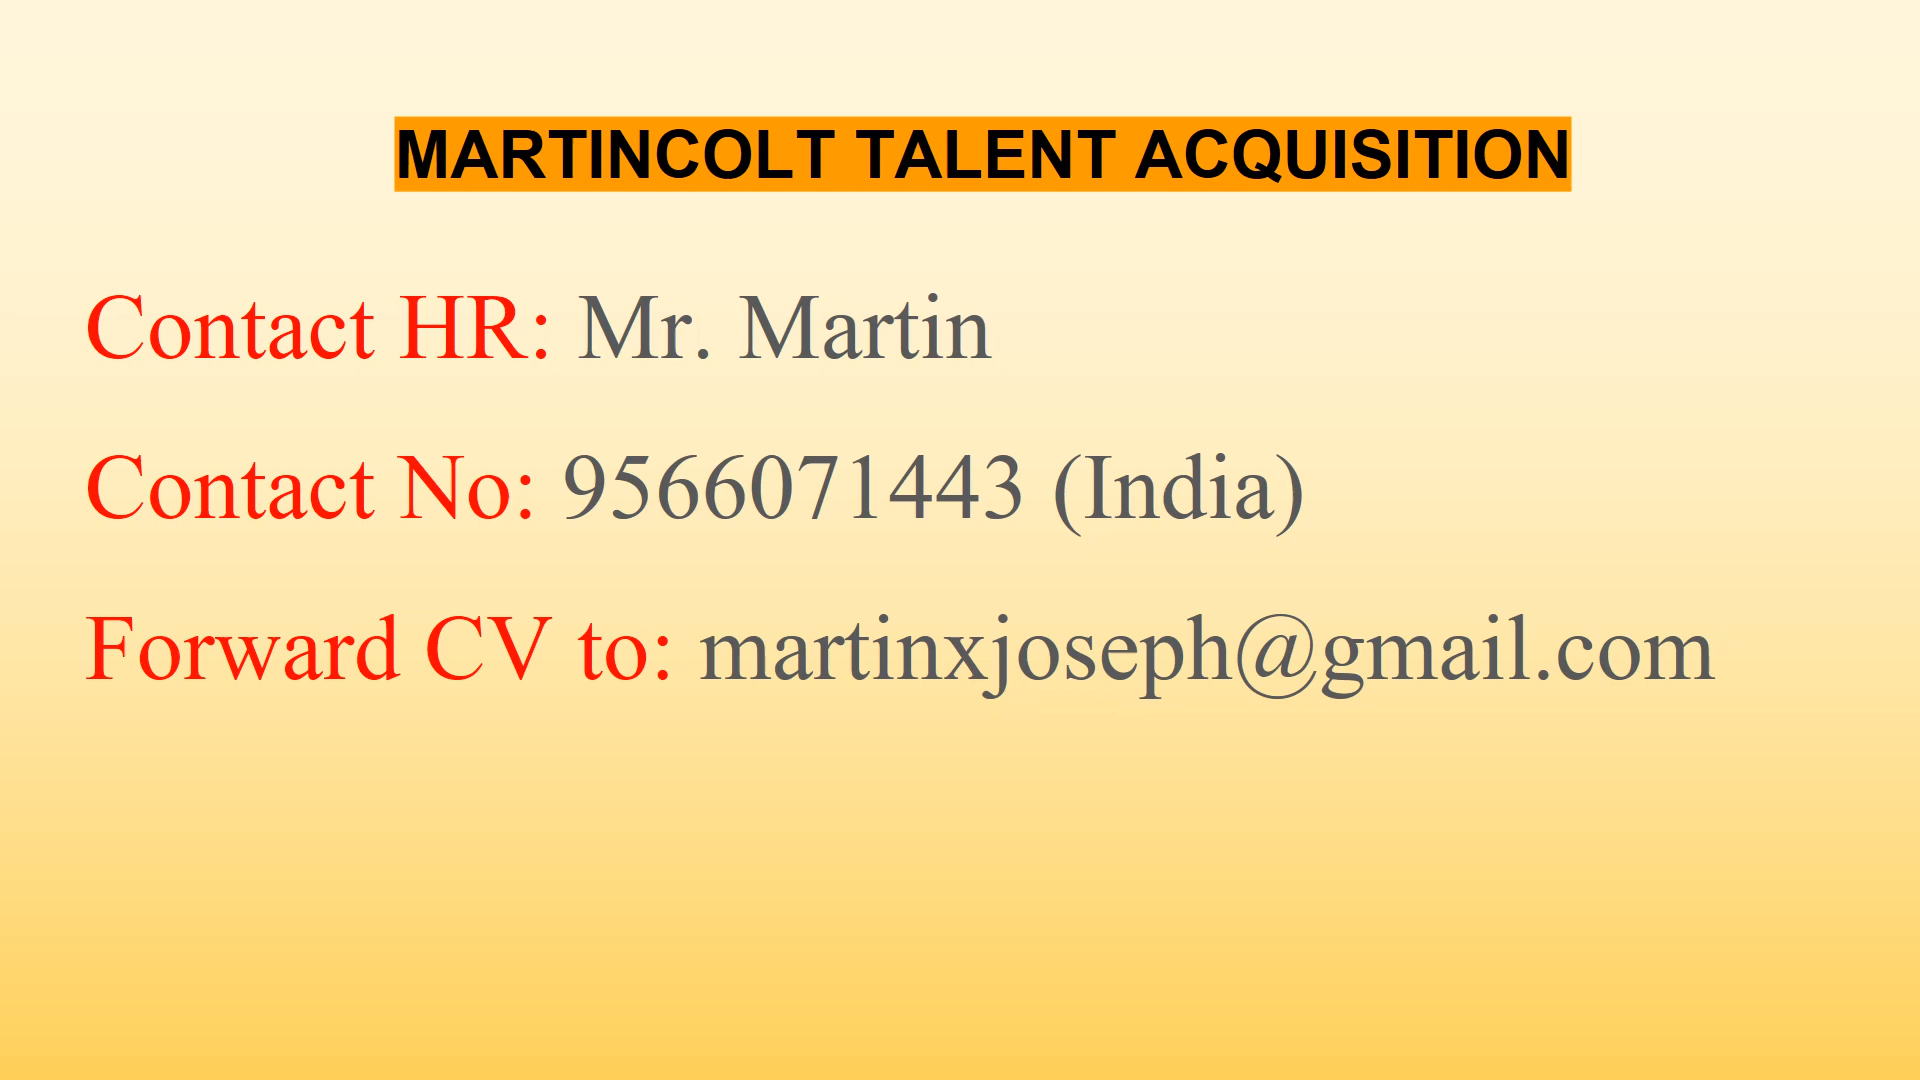 MARTINCOLT TALENT ACQUISITION
Contact HR: Mr. Martin
Contact No: 9566071443 (India)
Forward CV to: martinxjoseph@gmail.com